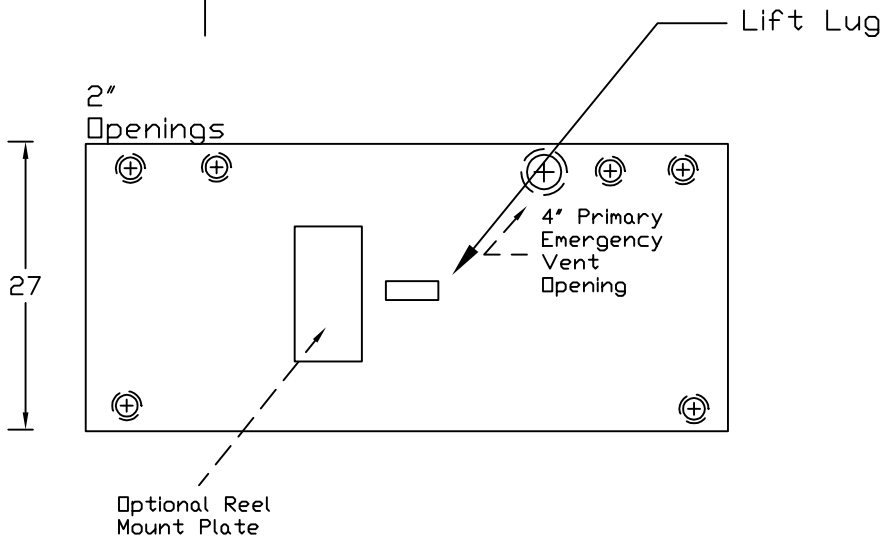 Lift Lug
2"
Openings
4" Primary
Emergency
Vent
Opening
27
Optional Reel
Mount Plate